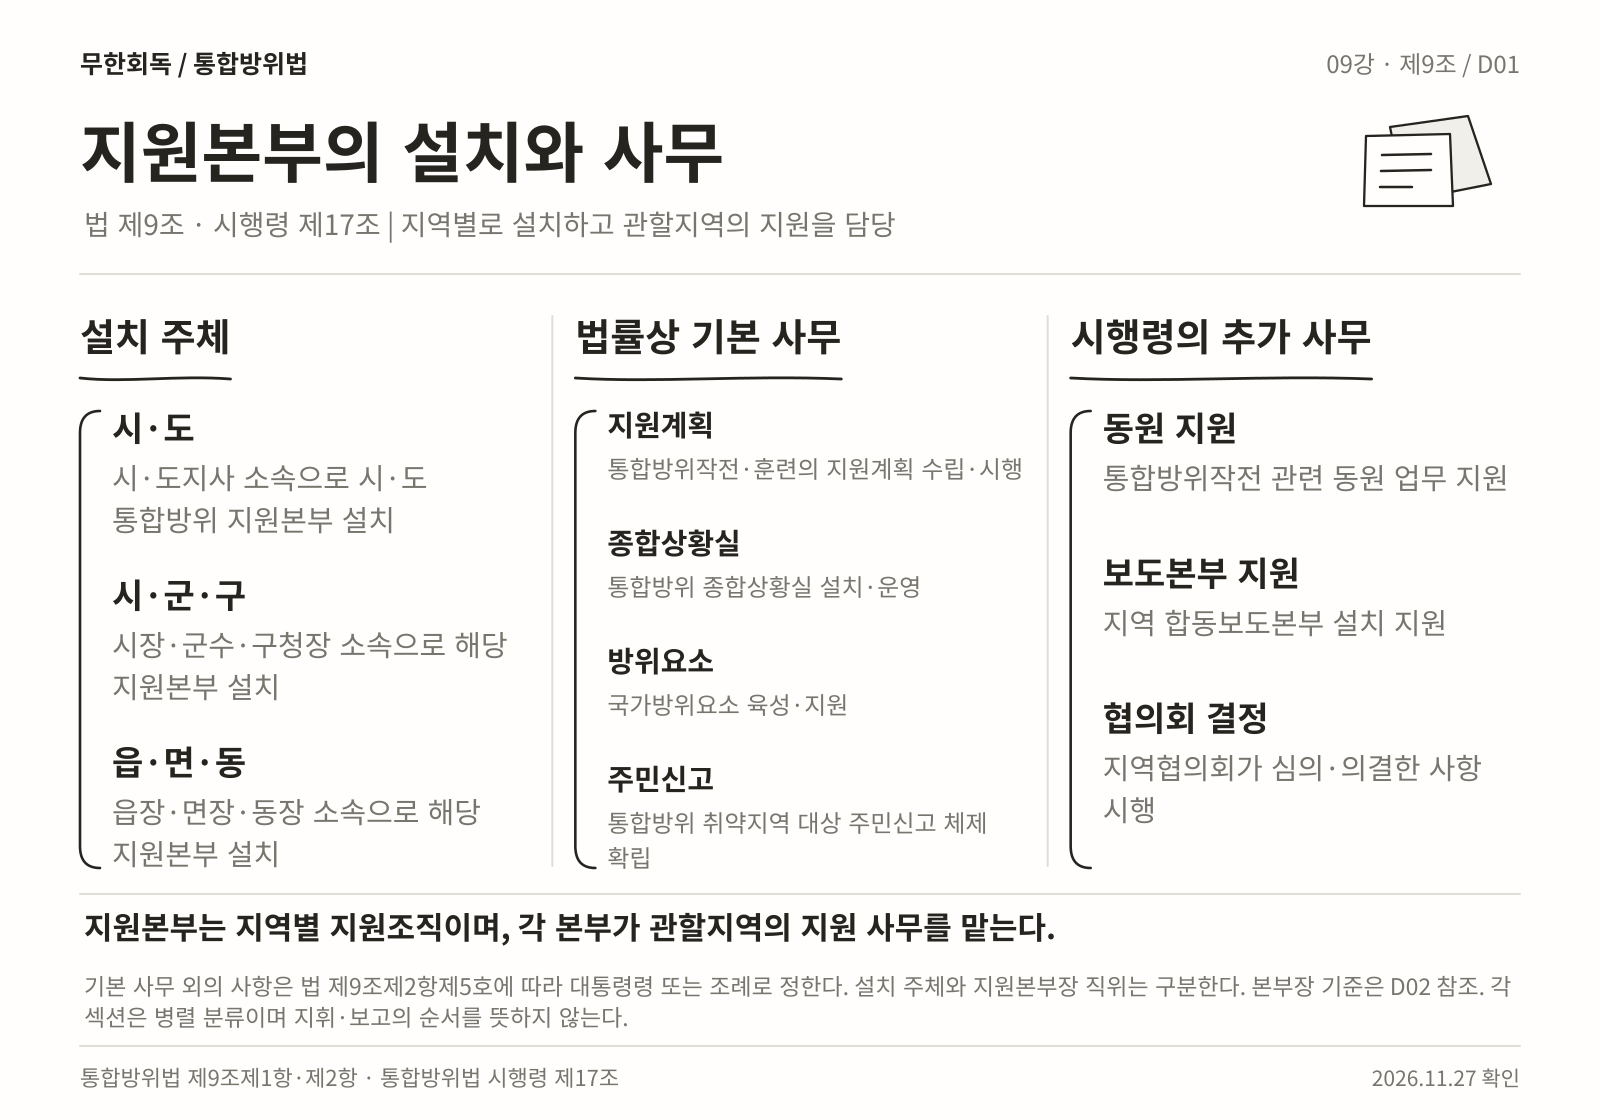 무한회독 / 통합방위법
09강 · 제9조 / D01
지원본부의 설치와 사무
법 제9조 · 시행령 제17조 | 지역별로 설치하고 관할지역의 지원을 담당
설치 주체
시·도
시·도지사 소속으로 시·도
통합방위 지원본부 설치
시·군·구
시장·군수·구청장 소속으로 해당
지원본부 설치
읍·면·동
읍장·면장·동장 소속으로 해당
지원본부 설치
법률상 기본 사무
지원계획
통합방위작전·훈련의 지원계획 수립·시행
종합상황실
통합방위 종합상황실 설치·운영
방위요소
국가방위요소 육성·지원
주민신고
통합방위 취약지역 대상 주민신고 체제
확립
시행령의 추가 사무
동원 지원
통합방위작전 관련 동원 업무 지원
보도본부 지원
지역 합동보도본부 설치 지원
협의회 결정
지역협의회가 심의·의결한 사항
시행
지원본부는 지역별 지원조직이며, 각 본부가 관할지역의 지원 사무를 맡는다.
기본 사무 외의 사항은 법 제9조제2항제5호에 따라 대통령령 또는 조례로 정한다. 설치 주체와 지원본부장 직위는 구분한다. 본부장 기준은 D02 참조. 각
섹션은 병렬 분류이며 지휘·보고의 순서를 뜻하지 않는다.
통합방위법 제9조제1항·제2항 · 통합방위법 시행령 제17조
2026.11.27 확인